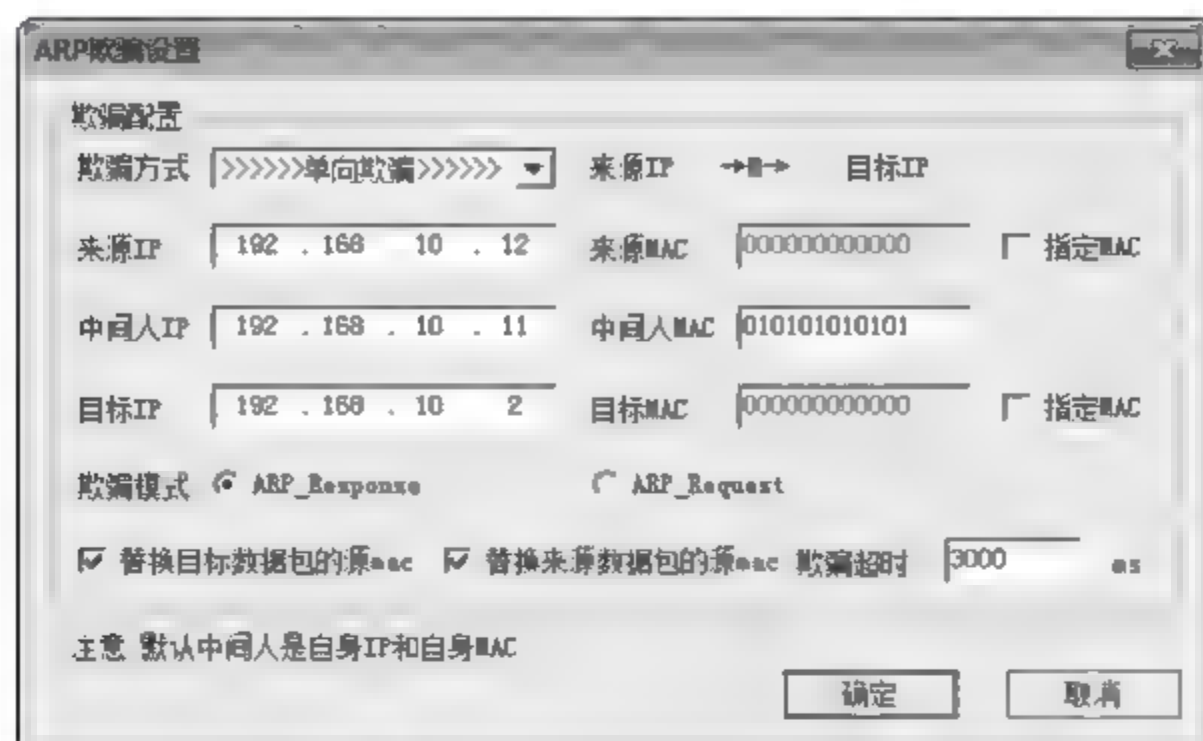 ARP欺骗设置
欺骗配置
欺骗方式 >>>>>>单向欺骗>>>>>> 来源IP →M→ 目标IP
来源IP 192 . 168 10 . 12 来源MAC 000000000000 指定MAC
中间人IP 192 . 168 . 10 . 11 中间人MAC 010101010101
目标IP 192 . 168 . 10 2 目标MAC 000000000000 指定MAC
欺骗模式 ARP_Response ARP_Request
替换目标数据包的源mac 替换来源数据包的源mac 欺骗超时 3000 ms
注意 默认中间人是自身IP和自身MAC
确定 取消